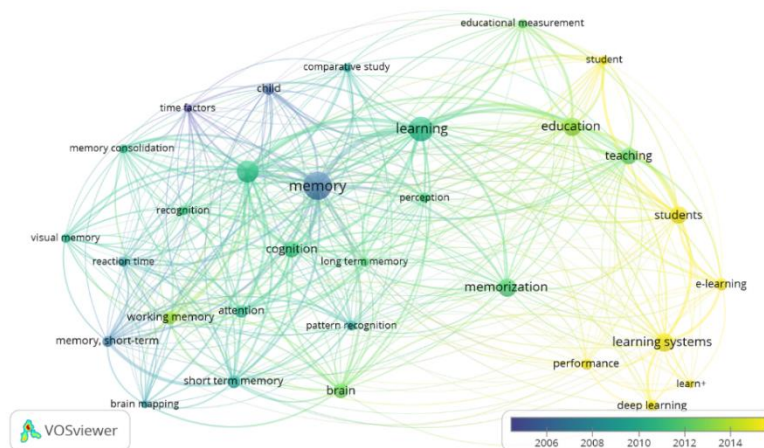 educational measurement
student
comparative study
child
time factors
learning
education
memory consolidation
teaching
memory
perception
recognition
students
visual memory
cognition
reaction time
long term memory
e-learning
memorization
attention
working memory
pattern recognition
memory, short-term
learning systems
performance
short term memory
learn+
brain
brain mapping
deep learning
VOSviewer
2006 2008 2010 2012 2014